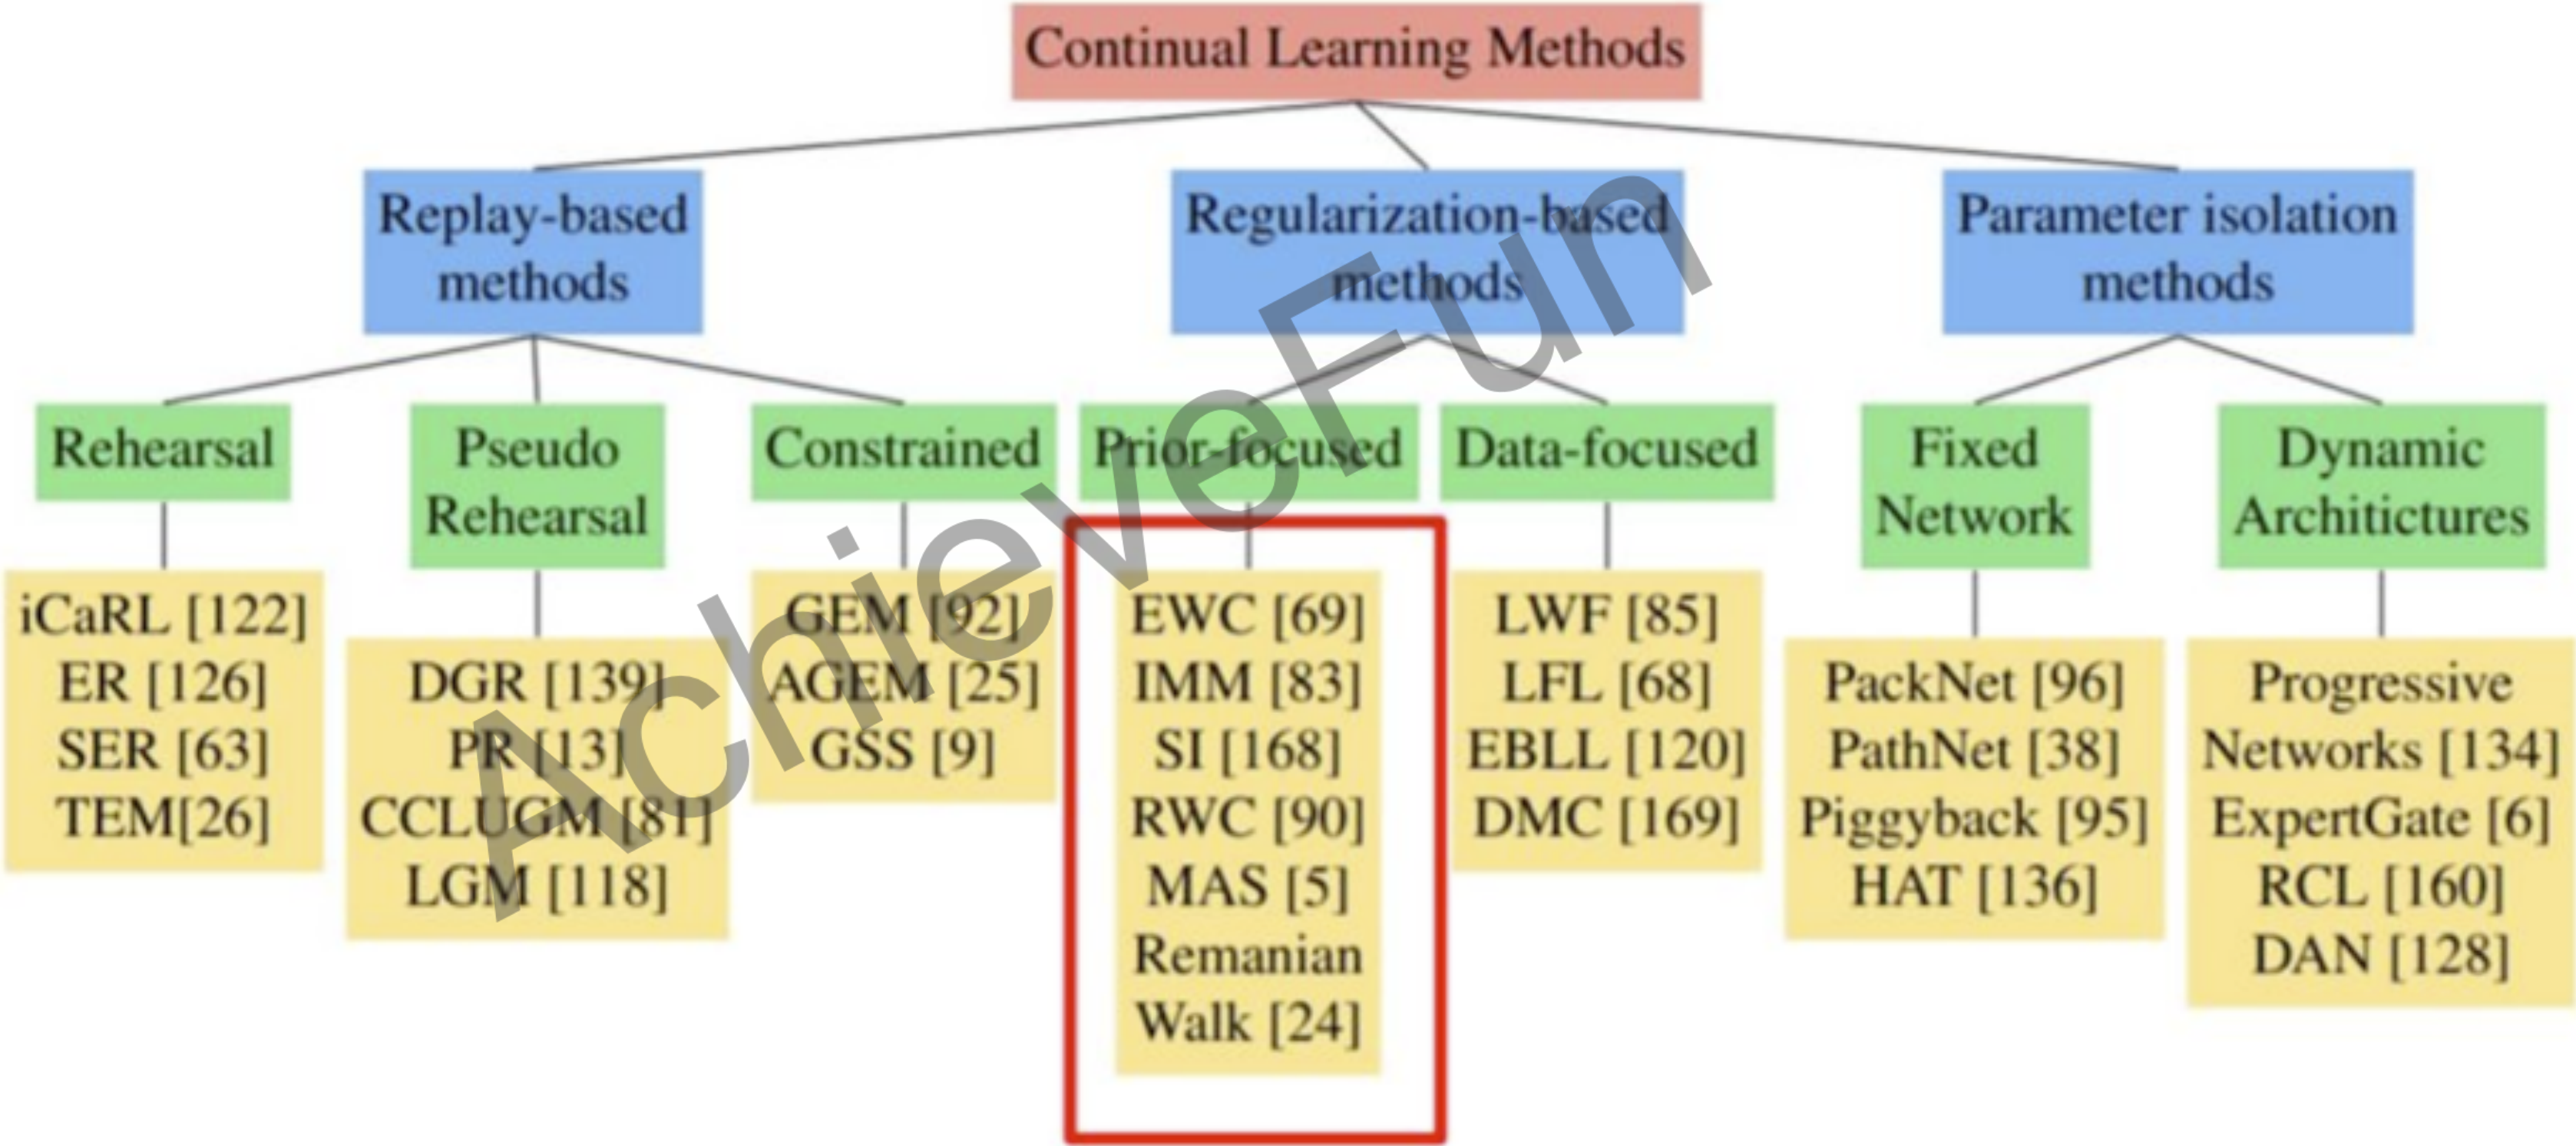 Continual Learning Methods
Replay-based
methods
Regularization-based
methods
Parameter isolation
methods
Rehearsal
Pseudo
Rehearsal
Constrained
Prior-focused
Data-focused
Fixed
Network
Dynamic
Architictures
iCaRL [122]
ER [126]
SER [63]
TEM[26]
DGR [139]
PR [13]
CCLUGM [81]
LGM [118]
GEM [92]
AGEM [25]
GSS [9]
EWC [69]
IMM [83]
SI [168]
RWC [90]
MAS [5]
Remanian
Walk [24]
LWF [85]
LFL [68]
EBLL [120]
DMC [169]
PackNet [96]
PathNet [38]
Piggyback [95]
HAT [136]
Progressive
Networks [134]
ExpertGate [6]
RCL [160]
DAN [128]
AchieveFun